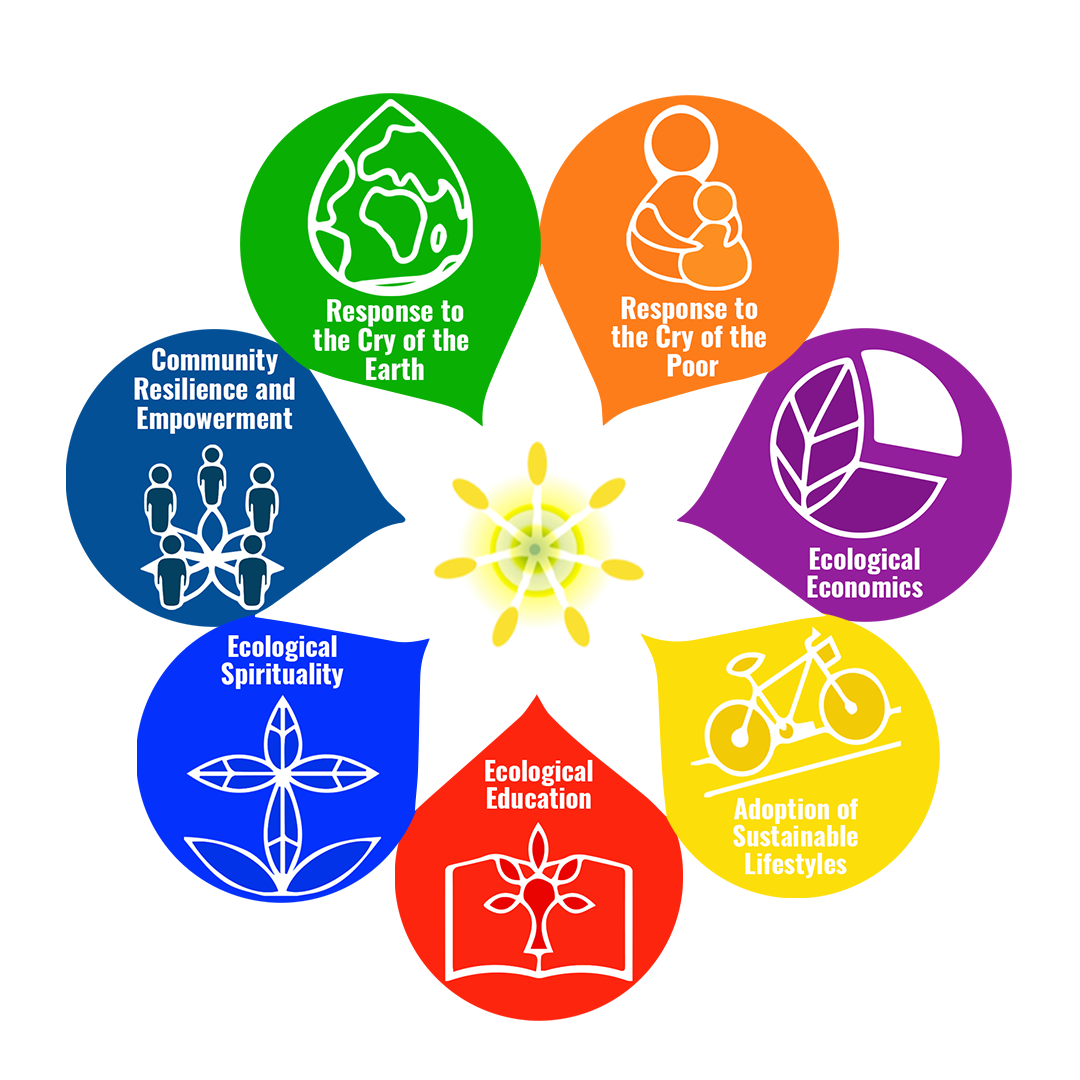 Response to
the Cry of the
Earth
Response to
the Cry of the
Poor
Community
Resilience and
Empowerment
Ecological
Economics
Ecological
Spirituality
Ecological
Education
Adoption of
Sustainable
Lifestyles